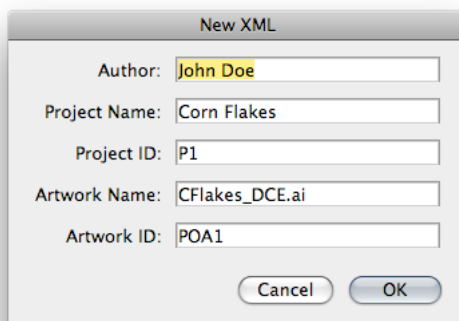 New XML
Author: John Doe
Project Name: Corn Flakes
Project ID: P1
Artwork Name: CFlakes_DCE.ai
Artwork ID: POA1
Cancel OK